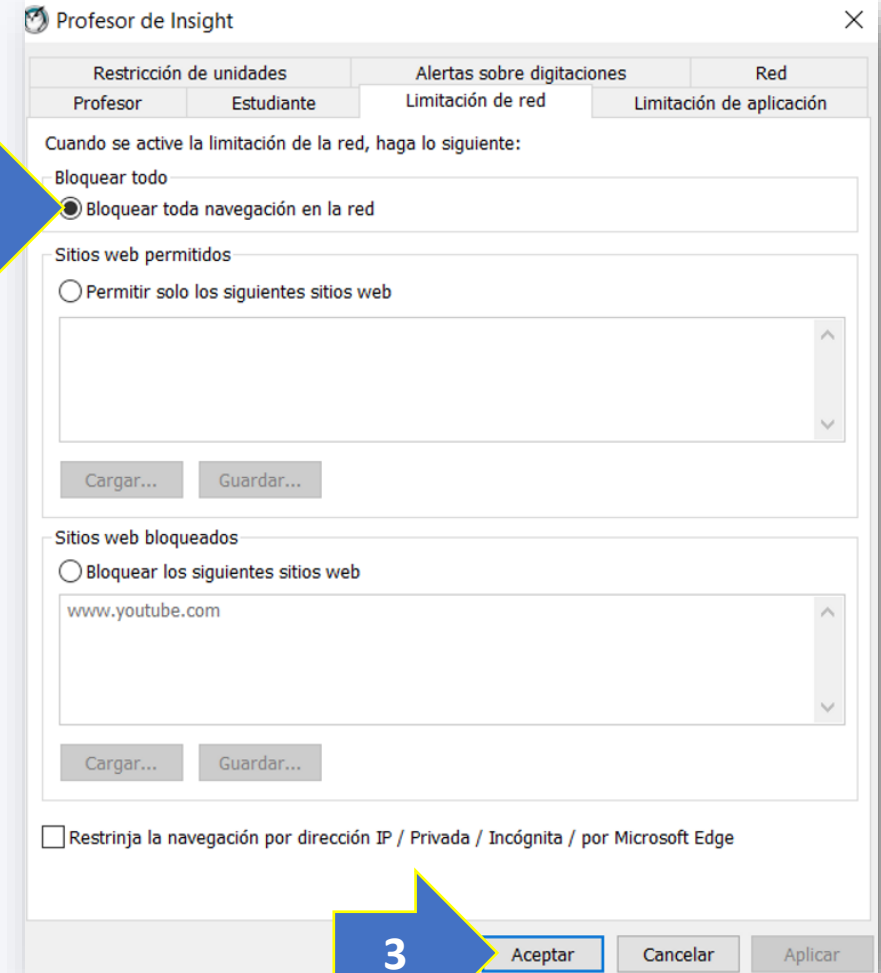 Profesor de Insight
Restricción de unidades
Alertas sobre digitaciones
Red
Profesor
Estudiante
Limitación de red
Limitación de aplicación
Cuando se active la limitación de la red, haga lo siguiente:
Bloquear todo
Bloquear toda navegación en la red
Sitios web permitidos
Permitir solo los siguientes sitios web
Cargar...
Guardar...
Sitios web bloqueados
Bloquear los siguientes sitios web
www.youtube.com
Cargar...
Guardar...
Restrinja la navegación por dirección IP / Privada / Incógnita / por Microsoft Edge
3
Aceptar
Cancelar
Aplicar